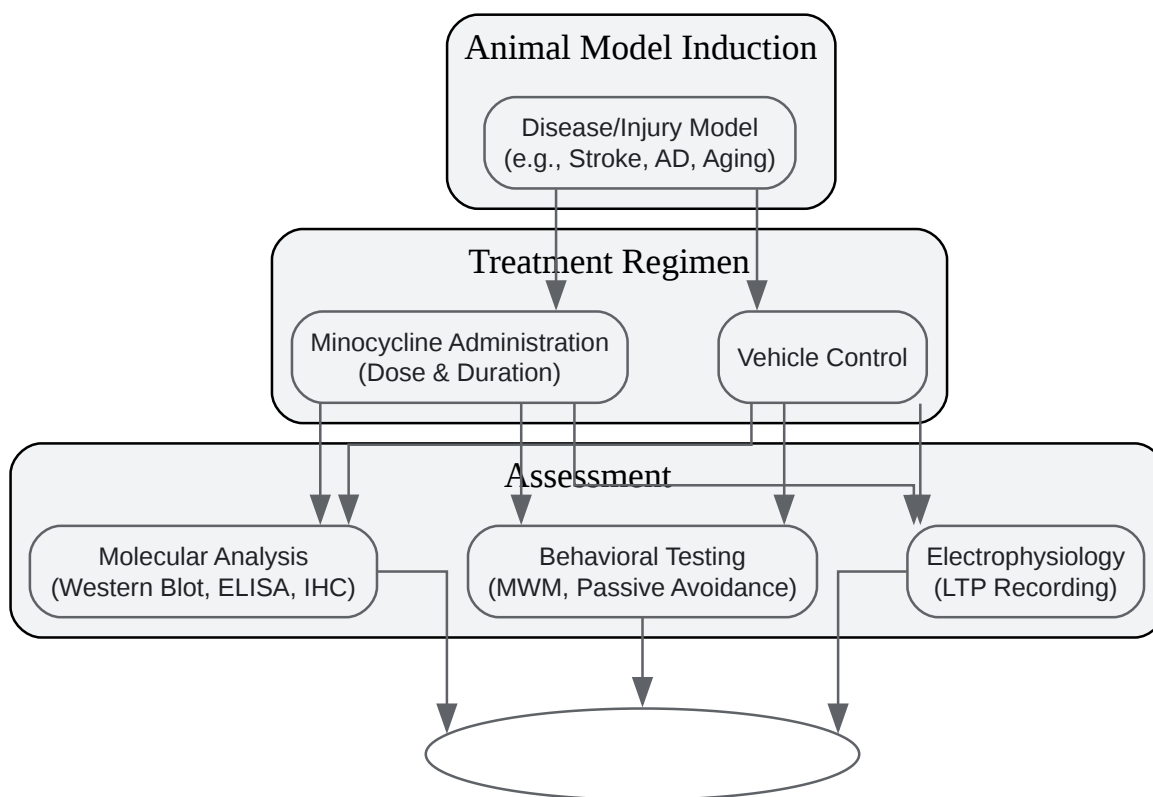 Animal Model Induction
Disease/Injury Model
(e.g., Stroke, AD, Aging)
Treatment Regimen
Minocycline Administration
(Dose & Duration)
Vehicle Control
Assessment
Molecular Analysis
(Western Blot, ELISA, IHC)
Behavioral Testing
(MWM, Passive Avoidance)
Electrophysiology
(LTP Recording)